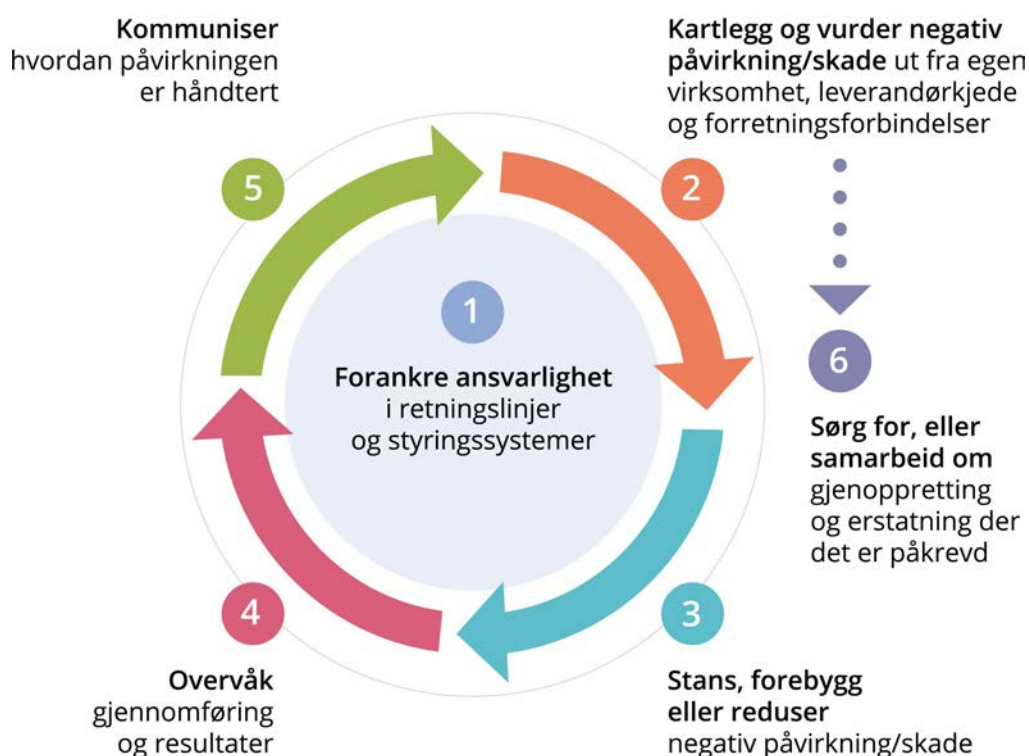 Kommuniser
hvordan påvirkningen
er håndtert
5
Kartlegg og vurder negativ
påvirkning/skade ut fra egen
virksomhet, leverandørkjede
og forretningsforbindelser
2
1
Forankre ansvarlighet
i retningslinjer
og styringssystemer
6
Sørg for, eller
samarbeid om
gjenoppretting
og erstatning der
det er påkrevd
4
Overvåk
gjennomføring
og resultater
3
Stans, forebygg
eller reduser
negativ påvirkning/skade